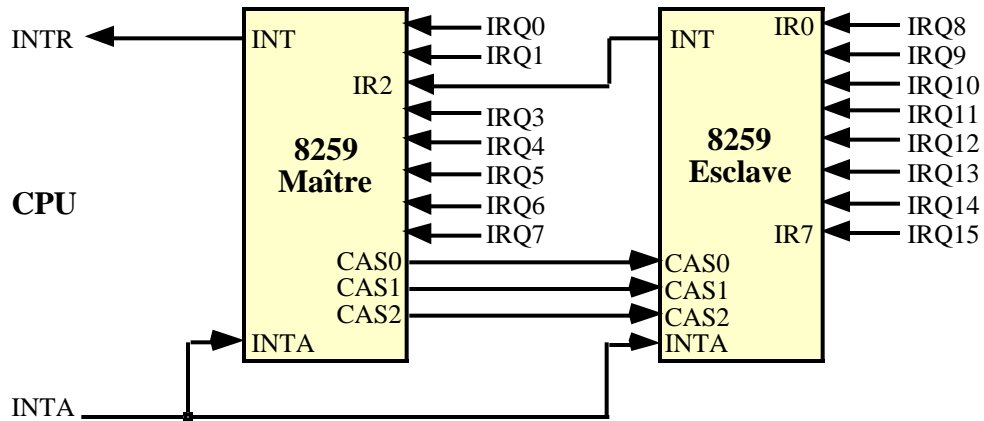 INTR
INT
IRQ0
IRQ1
IR2
IRQ3
IRQ4
IRQ5
IRQ6
IRQ7
8259
Maître
CPU
CAS0
CAS1
CAS2
INTA
INTA
INT
IR0
IRQ8
IRQ9
IRQ10
IRQ11
IRQ12
IRQ13
IRQ14
IR7
IRQ15
8259
Esclave
CAS0
CAS1
CAS2
INTA